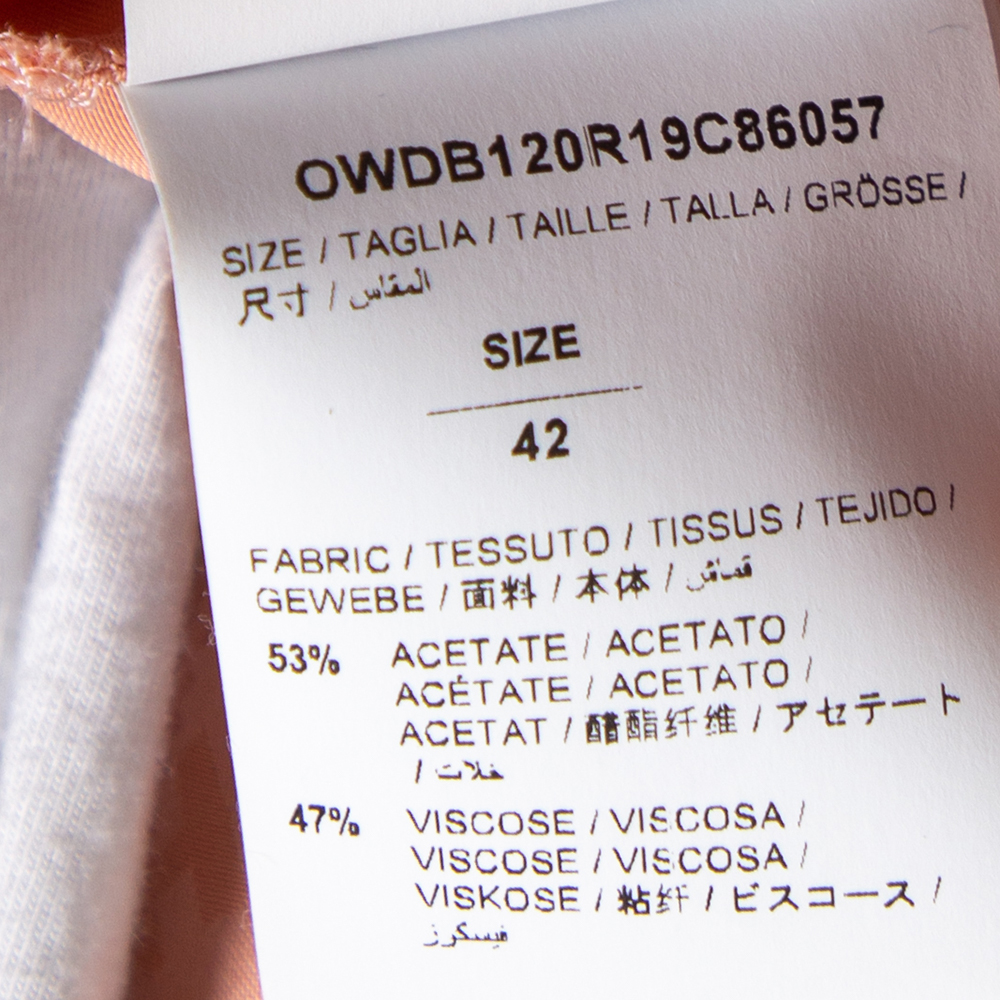 OWDB120R19C86057
SIZE / TAGLIA / TAILLE / TALLA / GRÖSSE /
尺寸 / المقاس
SIZE
42
FABRIC / TESSUTO / TISSUS / TEJIDO /
GEWEBE / 面料 / 本体 / قماش
53% ACETATE / ACETATO /
ACÉTATE / ACETATO /
ACETAT / 醋酯纤维 / アセテート
/ خلات
47% VISCOSE / VISCOSA /
VISCOSE / VISCOSA /
VISKOSE / 粘纤 / ビスコース /
فيسكوز